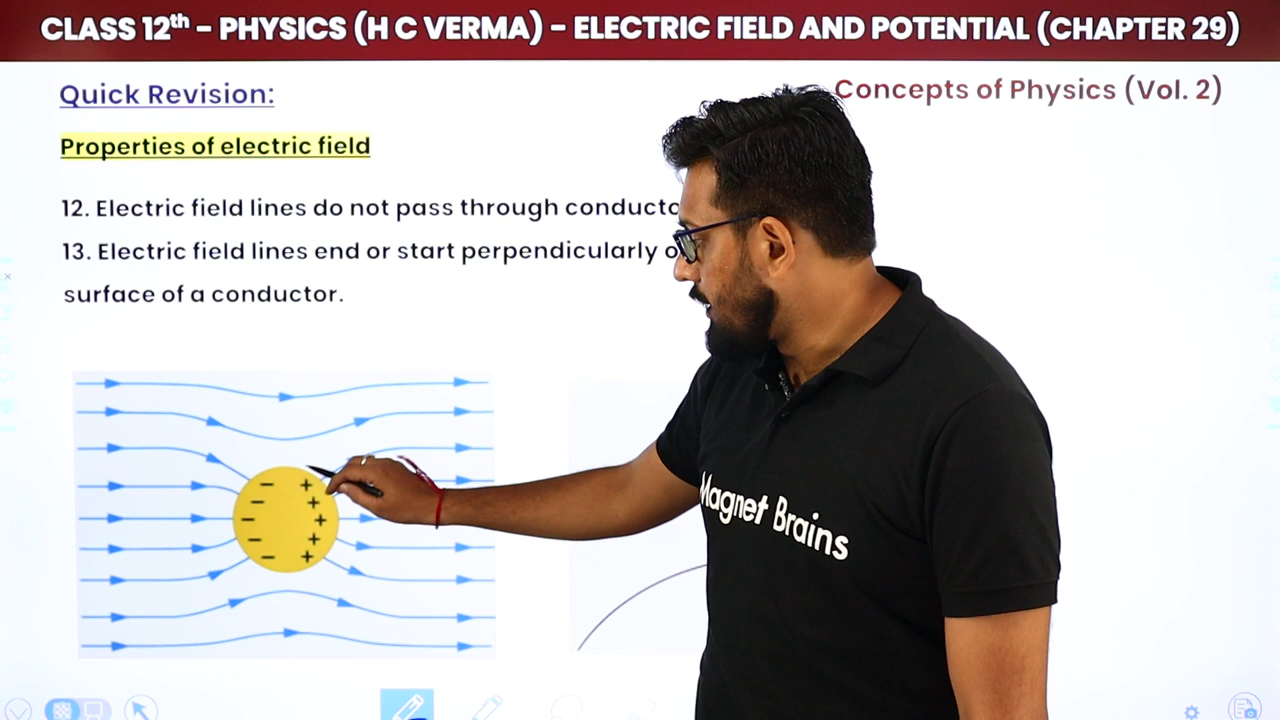 CLASS 12th - PHYSICS (H C VERMA) - ELECTRIC FIELD AND POTENTIAL (CHAPTER 29)
Quick Revision:
Concepts of Physics (Vol. 2)
Properties of electric field
12. Electric field lines do not pass through
13. Electric field lines end or start perpendicularly
surface of a conductor.
Magnet Brains